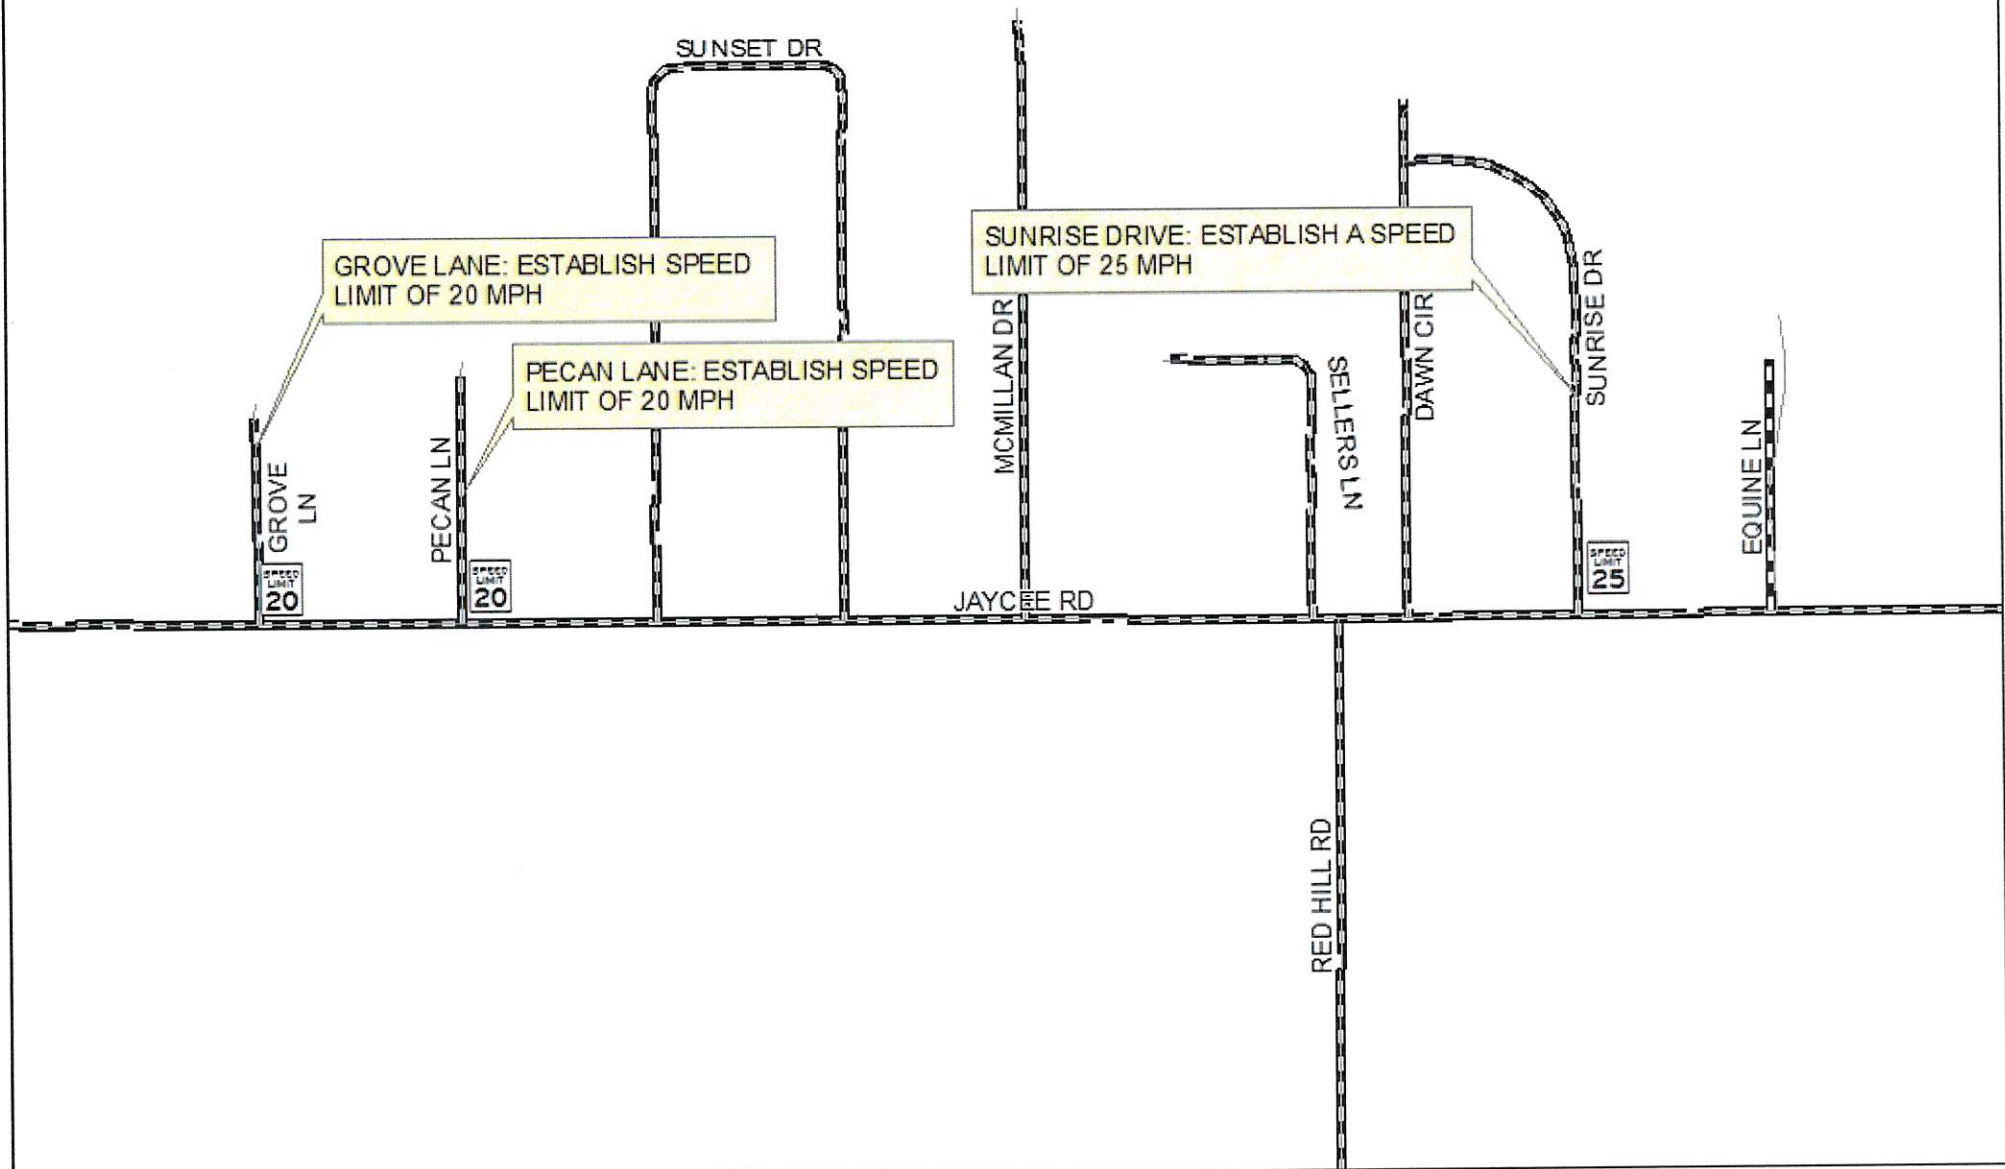 SUNSET DR
SUNRISE DRIVE: ESTABLISH A SPEED
LIMIT OF 25 MPH
GROVE LANE: ESTABLISH SPEED
LIMIT OF 20 MPH
PECAN LANE: ESTABLISH SPEED
LIMIT OF 20 MPH
GROVE
LN
PECAN LN
MCMILLAN DR
SELLERS LN
DAWN CIR
SUNRISE DR
EQUINE LN
SPEED
LIMIT
20
SPEED
LIMIT
20
SPEED
LIMIT
25
JAYCEE RD
RED HILL RD